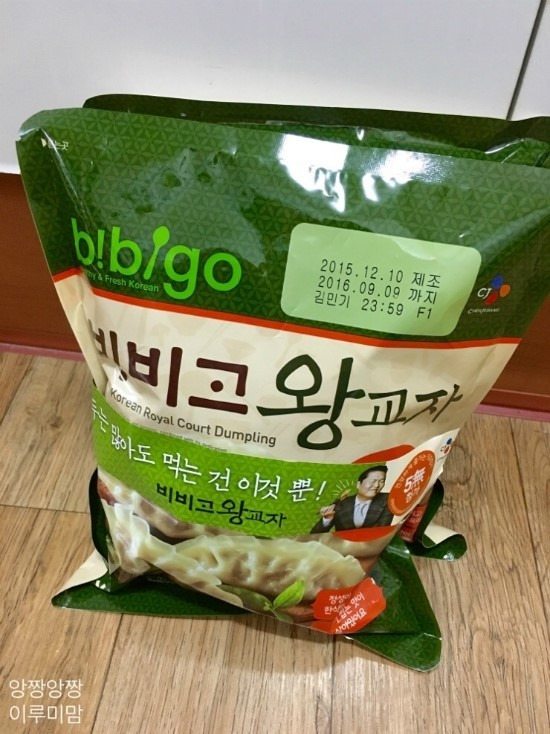 b!b!go
& Fresh Korean
2015.12.10 제조
2016.09.09 까지
김민기 23:59 F1
CJ
비비고 왕교자
Korean Royal Court Dumpling
많아도 먹는 건 이것 뿐!
비비고 왕교자
5無
앙짱앙짱
이루미맘